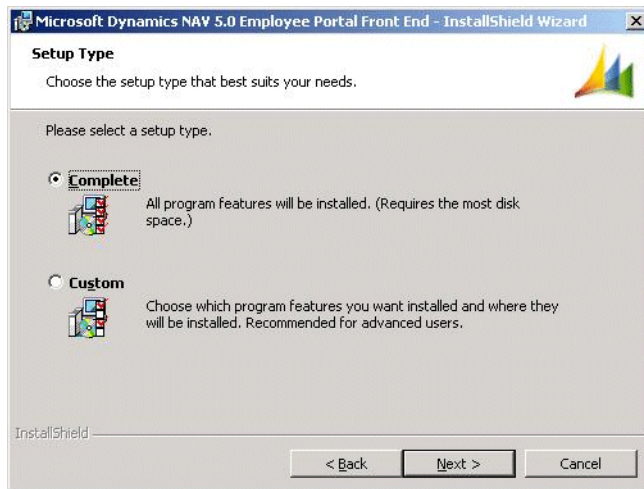 Microsoft Dynamics NAV 5.0 Employee Portal Front End - InstallShield Wizard
Setup Type
Choose the setup type that best suits your needs.
Please select a setup type.
Complete
All program features will be installed. (Requires the most disk
space.)
Custom
Choose which program features you want installed and where they
will be installed. Recommended for advanced users.
InstallShield
< Back
Next >
Cancel